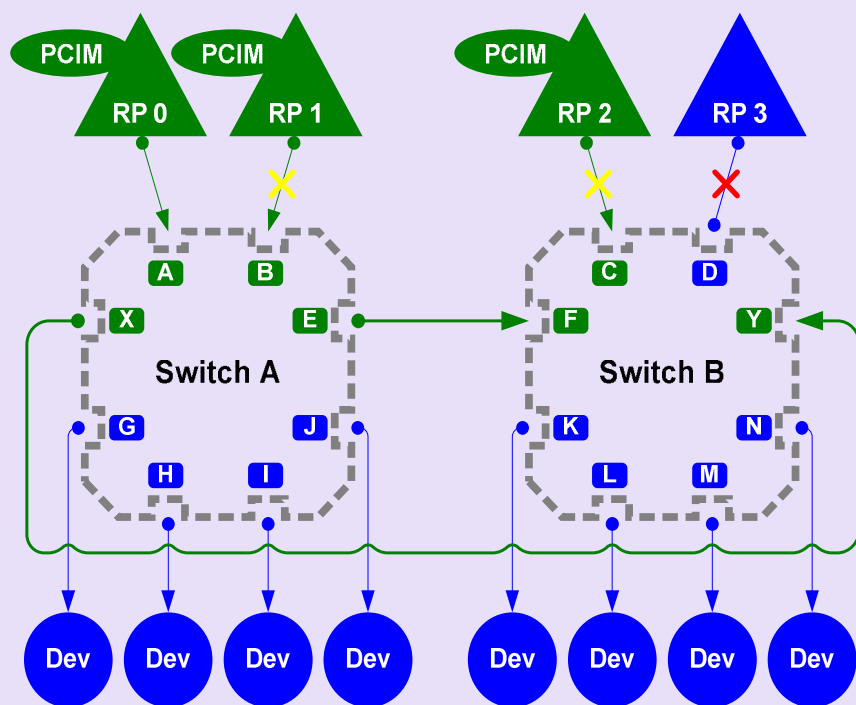 PCIM
PCIM
PCIM
RP 0
RP 1
RP 2
RP 3
A
B
C
D
X
E
F
Y
Switch A
Switch B
G
J
K
N
H
I
L
M
Dev
Dev
Dev
Dev
Dev
Dev
Dev
Dev